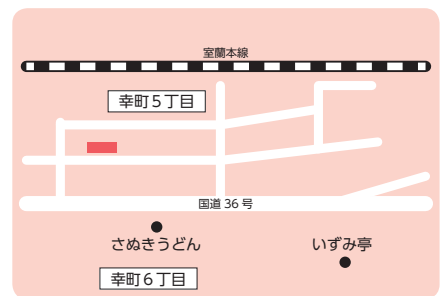 室蘭本線
幸町5丁目
国道 36 号
さぬきうどん
いずみ亭
幸町6丁目